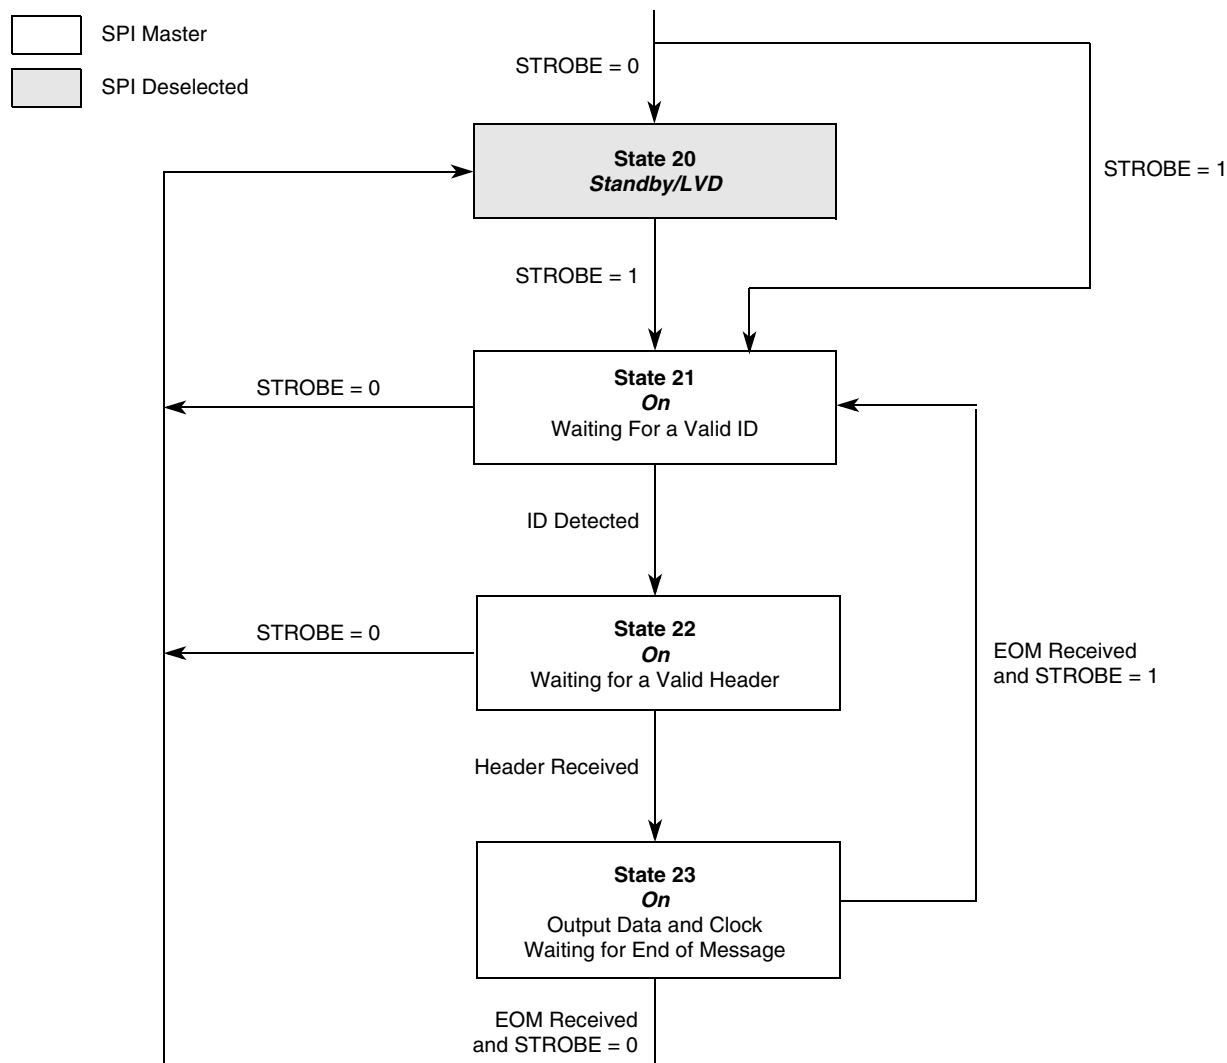 SPI Master
SPI Deselected
STROBE = 0
STROBE = 1
State 20
Standby/LVD
STROBE = 1
State 21
On
Waiting For a Valid ID
STROBE = 0
ID Detected
State 22
On
Waiting for a Valid Header
STROBE = 0
EOM Received
and STROBE = 1
Header Received
State 23
On
Output Data and Clock
Waiting for End of Message
EOM Received
and STROBE = 0